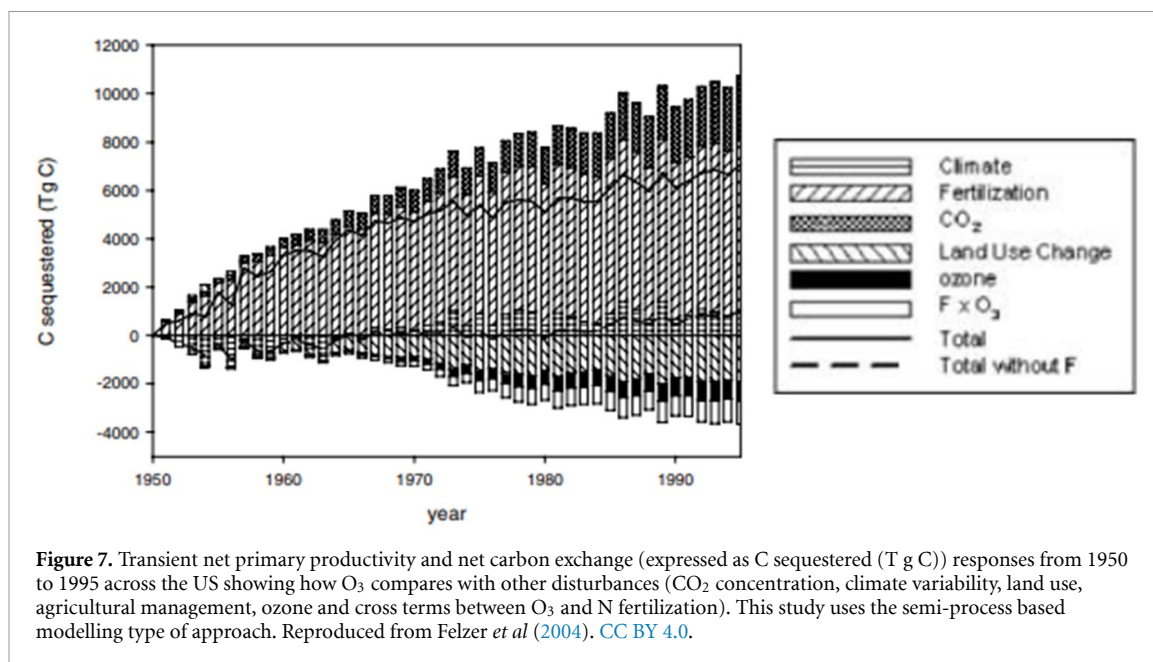 12000
10000
8000
6000
4000
2000
0
-2000
-4000
C sequestered (Tg C)
1950 1960 1970 1980 1990
year
Climate
Fertilization
CO₂
Land Use Change
ozone
F x O₃
Total
Total without F
Figure 7. Transient net primary productivity and net carbon exchange (expressed as C sequestered (T g C)) responses from 1950
to 1995 across the US showing how O₃ compares with other disturbances (CO₂ concentration, climate variability, land use,
agricultural management, ozone and cross terms between O₃ and N fertilization). This study uses the semi-process based
modelling type of approach. Reproduced from Felzer et al (2004). CC BY 4.0.